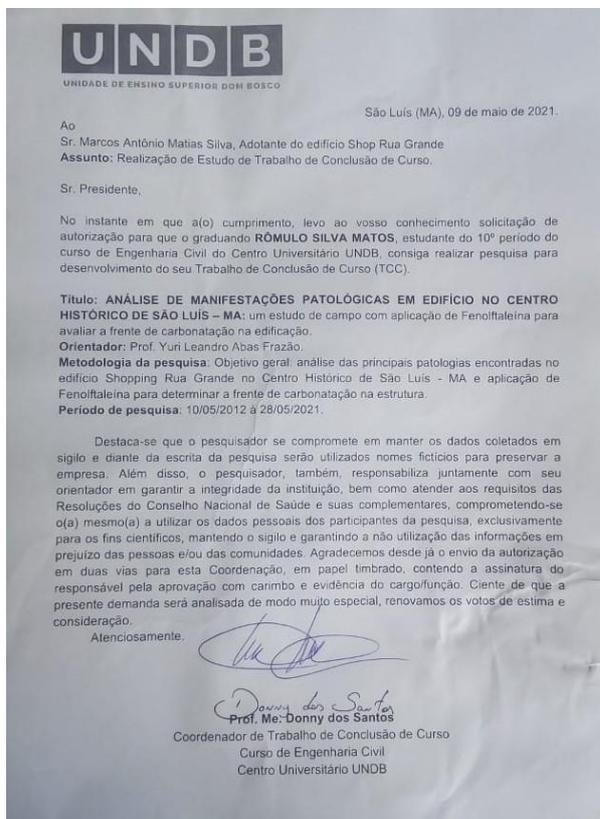 UNDB
UNIDADE DE ENSINO SUPERIOR DOM BOSCO
São Luís (MA), 09 de maio de 2021.
Ao
Sr. Marcos Antônio Matias Silva, Adotante do edifício Shop Rua Grande
Assunto: Realização de Estudo de Trabalho de Conclusão de Curso.
Sr. Presidente,
No instante em que a(o) cumprimento, levo ao vosso conhecimento solicitação de
autorização para que o graduando RÔMULO SILVA MATOS, estudante do 10º período do
curso de Engenharia Civil do Centro Universitário UNDB, consiga realizar pesquisa para
desenvolvimento do seu Trabalho de Conclusão de Curso (TCC).
Título: ANÁLISE DE MANIFESTAÇÕES PATOLÓGICAS EM EDIFÍCIO NO CENTRO
HISTÓRICO DE SÃO LUÍS – MA: um estudo de campo com aplicação de Fenolftaleína para
avaliar a frente de carbonatação na edificação.
Orientador: Prof. Yuri Leandro Abas Frazão.
Metodologia da pesquisa: Objetivo geral: análise das principais patologias encontradas no
edifício Shopping Rua Grande no Centro Histórico de São Luís - MA e aplicação de
Fenolftaleína para determinar a frente de carbonatação na estrutura.
Período de pesquisa: 10/05/2012 à 28/05/2021.
Destaca-se que o pesquisador se compromete em manter os dados coletados em
sigilo e diante da escrita da pesquisa serão utilizados nomes fictícios para preservar a
empresa. Além disso, o pesquisador, também, responsabiliza juntamente com seu
orientador em garantir a integridade da instituição, bem como atender aos requisitos das
Resoluções do Conselho Nacional de Saúde e suas complementares, comprometendo-se
o(a) mesmo(a) a utilizar os dados pessoais dos participantes da pesquisa, exclusivamente
para os fins científicos, mantendo o sigilo e garantindo a não utilização das informações em
prejuízo das pessoas e/ou das comunidades. Agradecemos desde já o envio da autorização
em duas vias para esta Coordenação, em papel timbrado, contendo a assinatura do
responsável pela aprovação com carimbo e evidência do cargo/função. Ciente de que a
presente demanda será analisada de modo muito especial, renovamos os votos de estima e
consideração.
Atenciosamente.
Donny dos Santos
Prof. Me: Donny dos Santos
Coordenador de Trabalho de Conclusão de Curso
Curso de Engenharia Civil
Centro Universitário UNDB